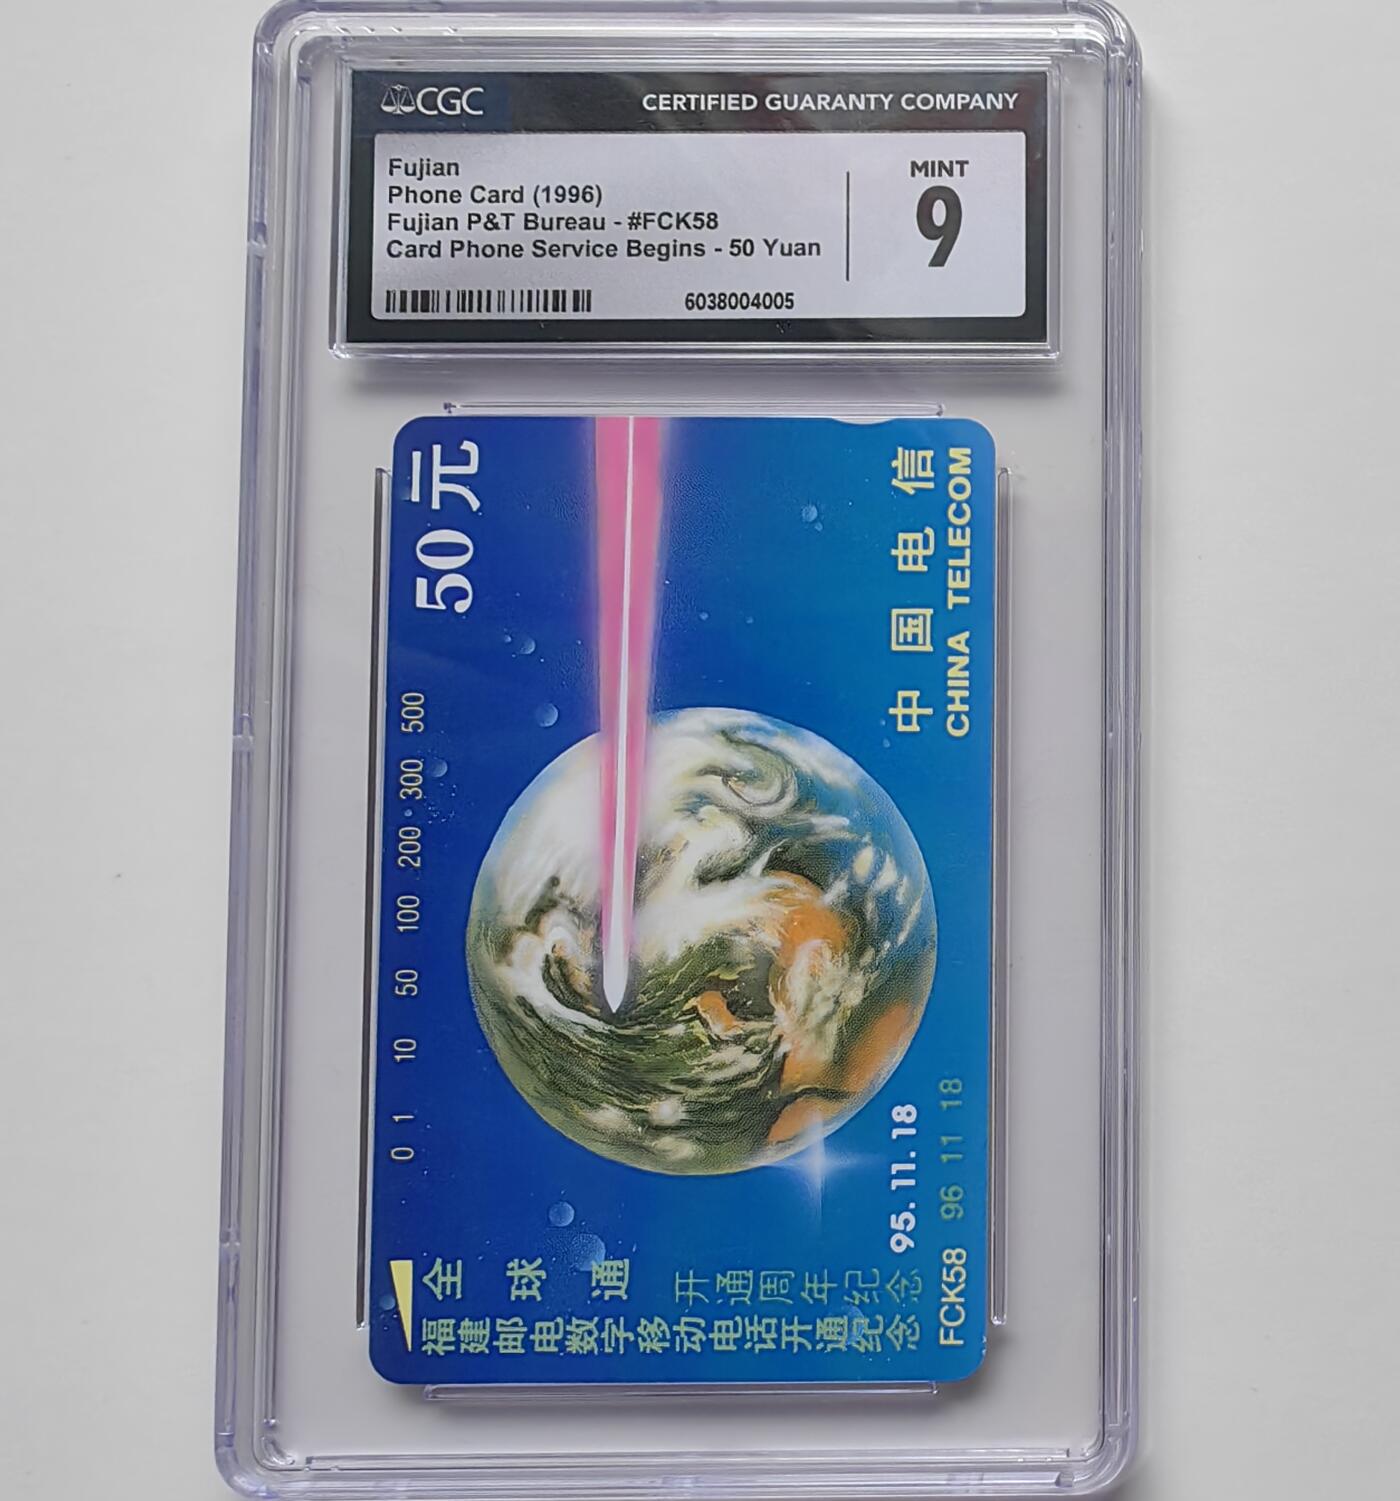 CGC
CERTIFIED GUARANTY COMPANY
Fujian
Phone Card (1996)
Fujian P&T Bureau - #FCK58
Card Phone Service Begins - 50 Yuan
6038004005
MINT
9
50元
0 1 10 50 100 200 300 500
中国电信
CHINA TELECOM
全球通
福建邮电数字移动电话开通纪念
开通周年纪念
95.11.18
FCK58 96 11 18